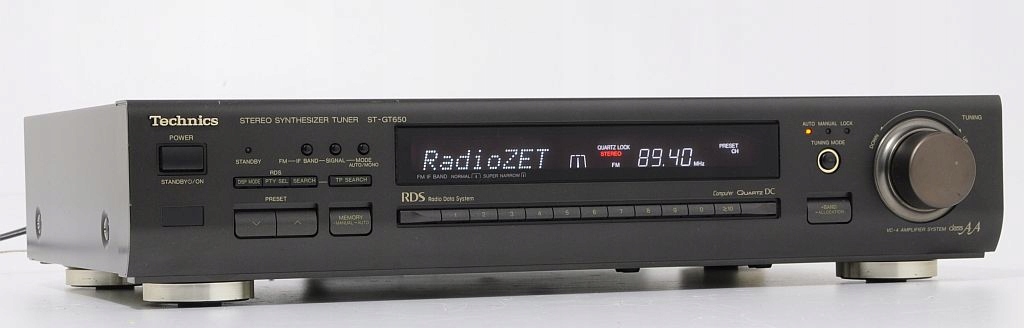 Technics
STEREO SYNTHESIZER TUNER ST-GT650
POWER
STANDBY⏻/ON
STANDBY
FM
IF BAND
SIGNAL
MODE
AUTO/MONO
RDS
DISP MODE
PTY SEL
SEARCH
TP SEARCH
PRESET
MEMORY
MANUAL
AUTO
RadioZET
QUARTZ LOCK
STEREO
FM
89.40 MHz
PRESET
CH
FM IF BAND NORMAL SUPER NARROW
RDS Radio Data System
Computer QUARTZ DC
1 2 3 4 5 6 7 8 9 0 ≥10
AUTO MANUAL LOCK
TUNING MODE
BAND
ALLOCATION
TUNING
DOWN
UP
VC-4 AMPLIFIER SYSTEM class AA